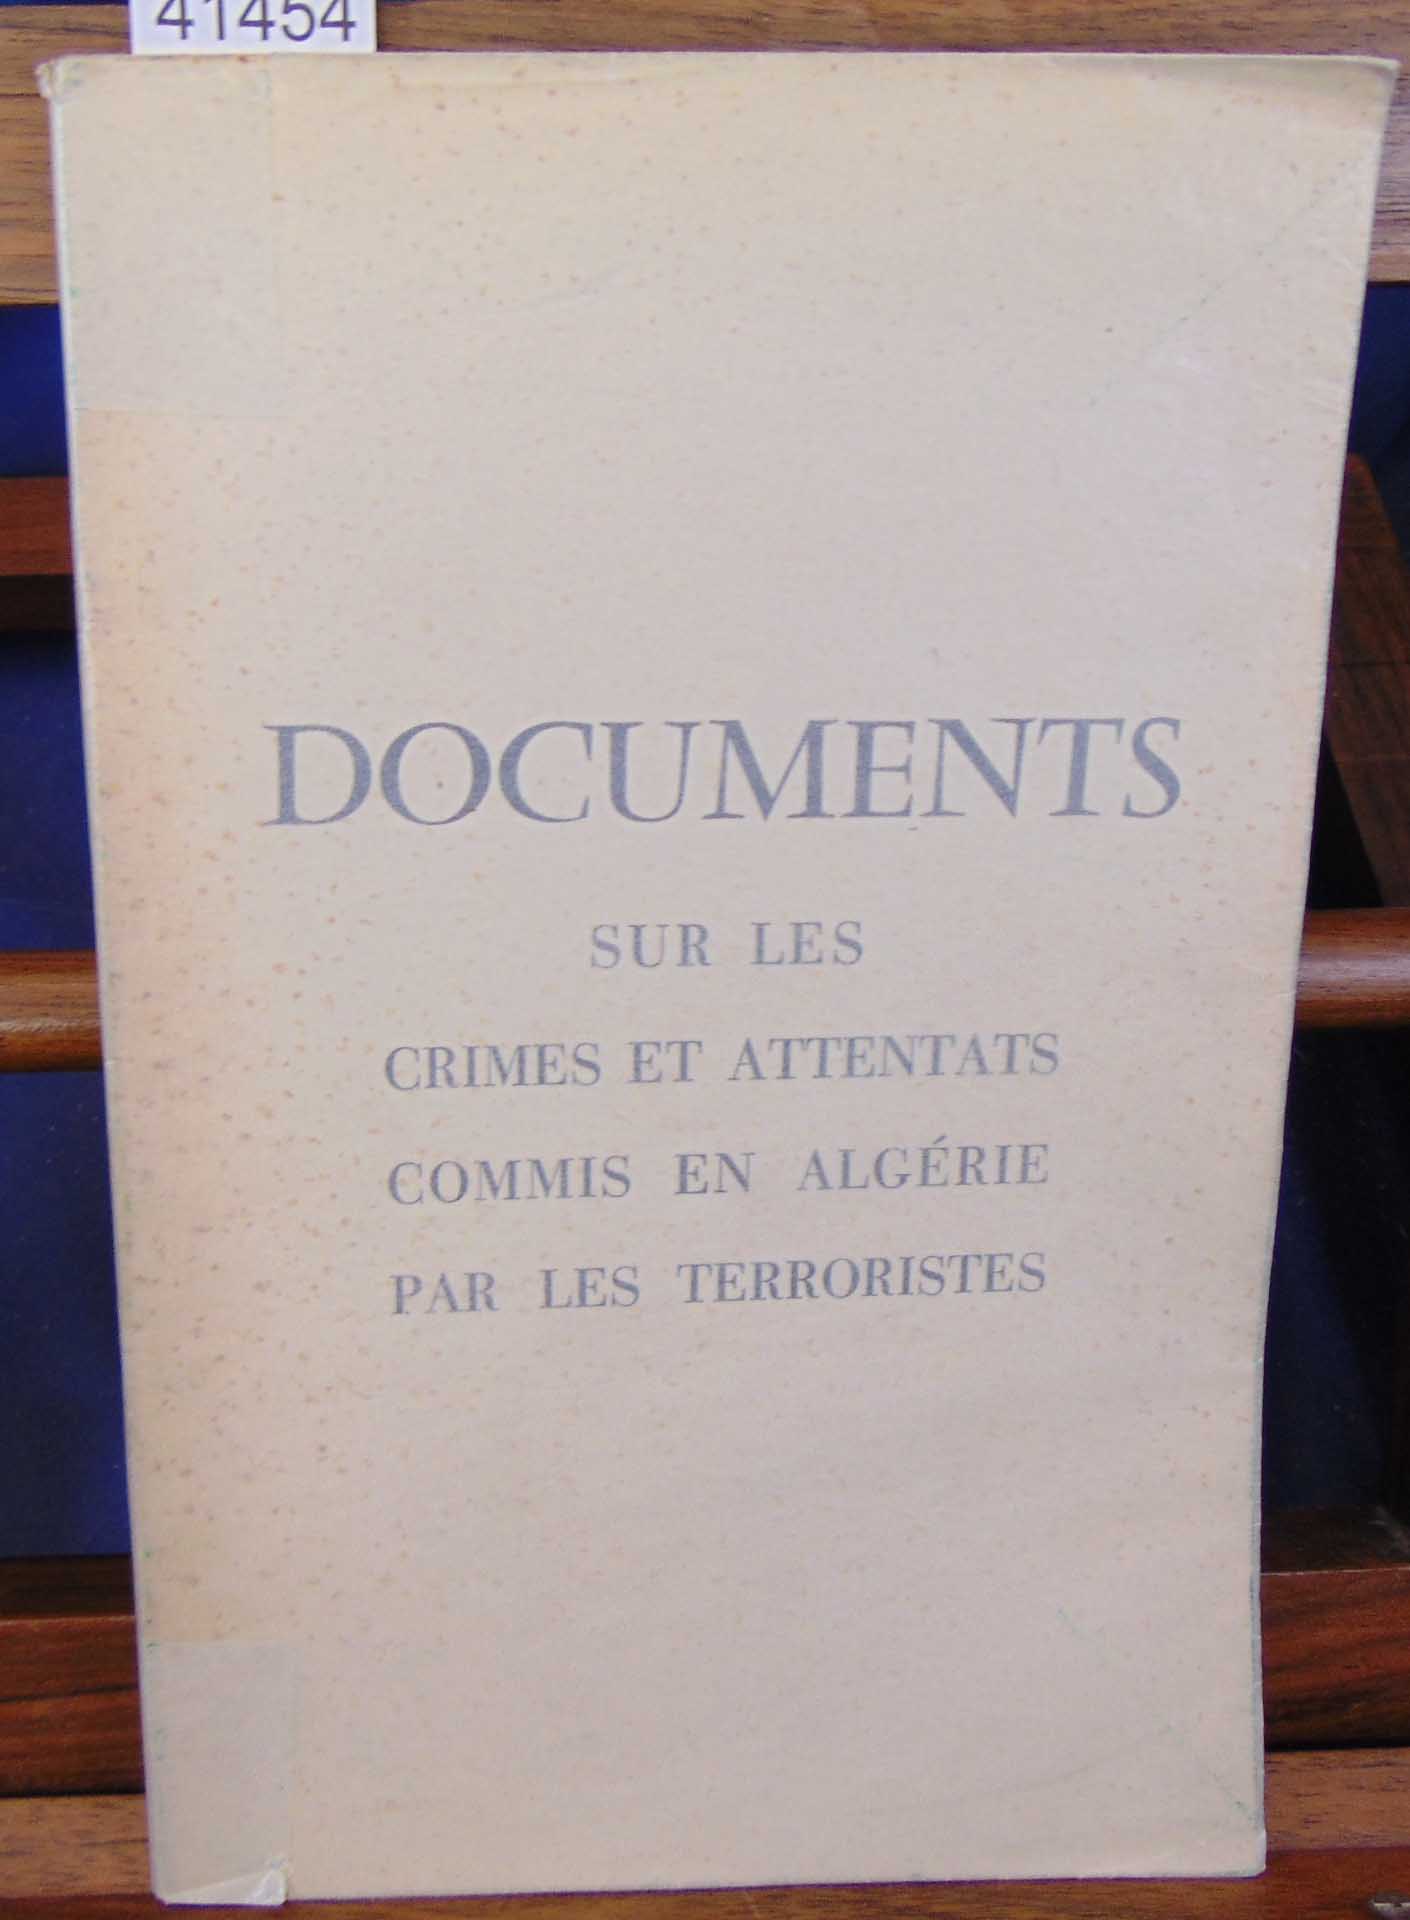 41454
DOCUMENTS
SUR LES
CRIMES ET ATTENTATS
COMMIS EN ALGÉRIE
PAR LES TERRORISTES